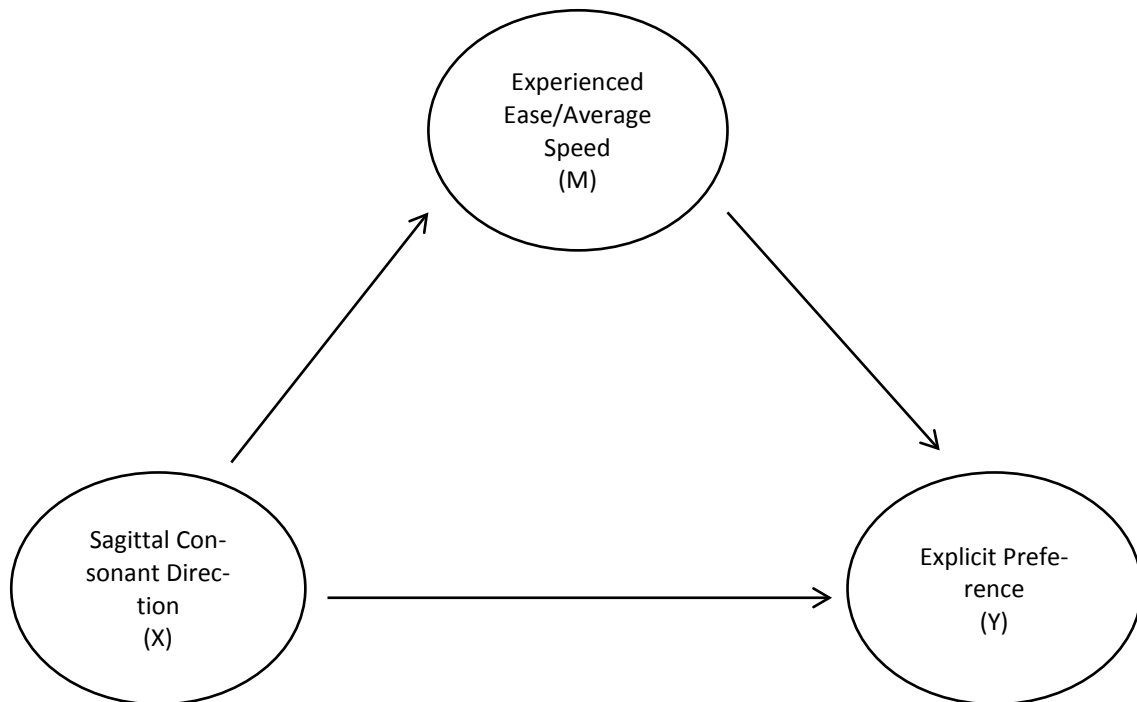 Experienced
Ease/Average
Speed
(M)
Sagittal Con-
sonant Direc-
tion
(X)
Explicit Prefe-
rence
(Y)